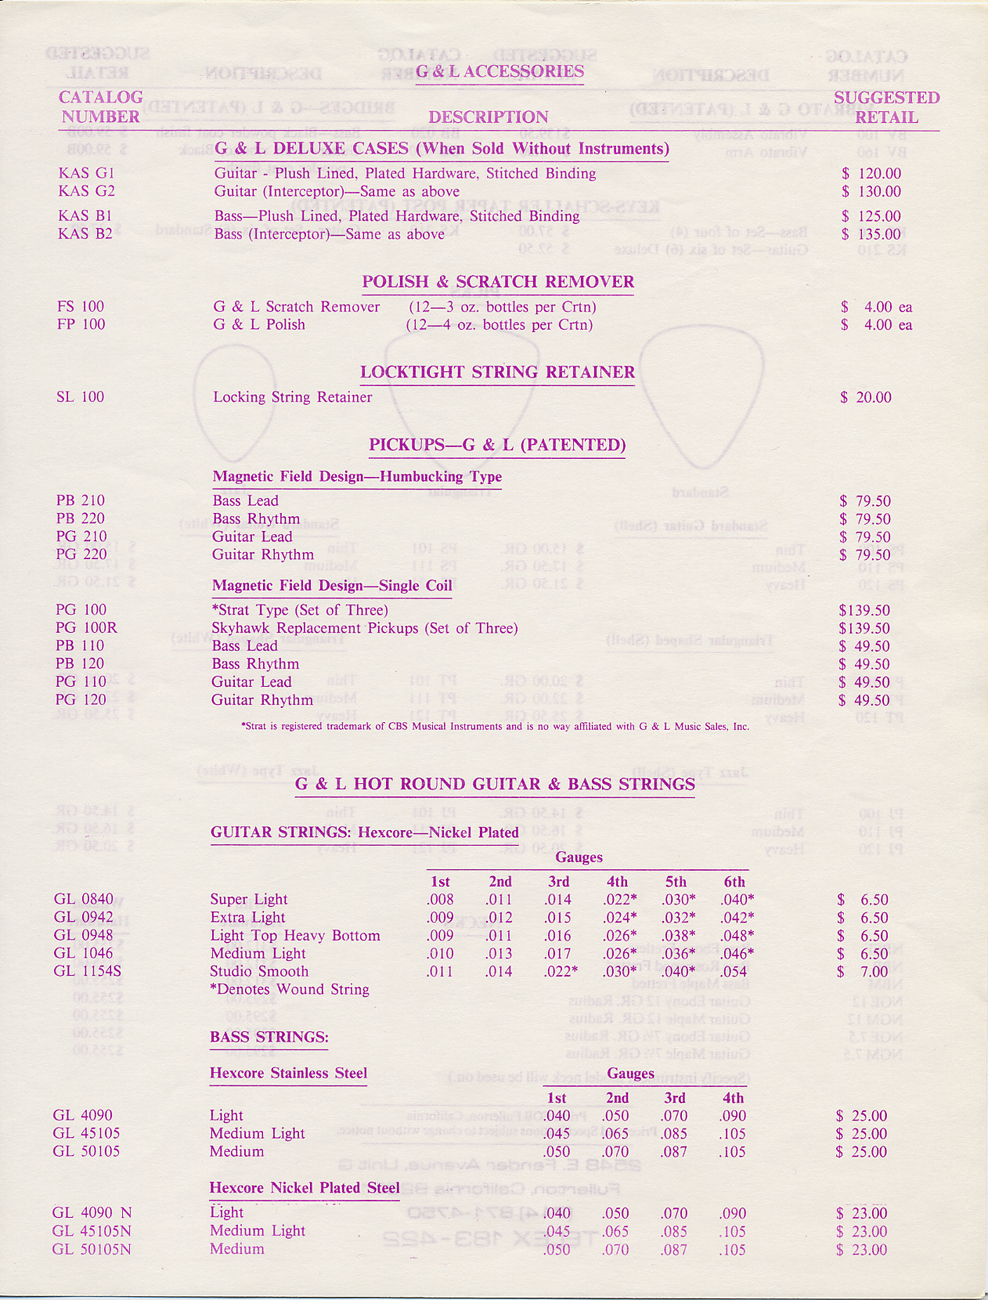 G & L ACCESSORIES
CATALOG NUMBER DESCRIPTION SUGGESTED RETAIL
G & L DELUXE CASES (When Sold Without Instruments)
KAS G1 Guitar - Plush Lined, Plated Hardware, Stitched Binding $ 120.00
KAS G2 Guitar (Interceptor)—Same as above $ 130.00
KAS B1 Bass—Plush Lined, Plated Hardware, Stitched Binding $ 125.00
KAS B2 Bass (Interceptor)—Same as above $ 135.00
POLISH & SCRATCH REMOVER
FS 100 G & L Scratch Remover (12—3 oz. bottles per Crtn) $ 4.00 ea
FP 100 G & L Polish (12—4 oz. bottles per Crtn) $ 4.00 ea
LOCKTIGHT STRING RETAINER
SL 100 Locking String Retainer $ 20.00
PICKUPS—G & L (PATENTED)
Magnetic Field Design—Humbucking Type
PB 210 Bass Lead $ 79.50
PB 220 Bass Rhythm $ 79.50
PG 210 Guitar Lead $ 79.50
PG 220 Guitar Rhythm $ 79.50
Magnetic Field Design—Single Coil
PG 100 *Strat Type (Set of Three) $139.50
PG 100R Skyhawk Replacement Pickups (Set of Three) $139.50
PB 110 Bass Lead $ 49.50
PB 120 Bass Rhythm $ 49.50
PG 110 Guitar Lead $ 49.50
PG 120 Guitar Rhythm $ 49.50
*Strat is registered trademark of CBS Musical Instruments and is no way affiliated with G & L Music Sales, Inc.
G & L HOT ROUND GUITAR & BASS STRINGS
GUITAR STRINGS: Hexcore—Nickel Plated
Gauges
1st 2nd 3rd 4th 5th 6th
GL 0840 Super Light .008 .011 .014 .022* .030* .040* $ 6.50
GL 0942 Extra Light .009 .012 .015 .024* .032* .042* $ 6.50
GL 0948 Light Top Heavy Bottom .009 .011 .016 .026* .038* .048* $ 6.50
GL 1046 Medium Light .010 .013 .017 .026* .036* .046* $ 6.50
GL 1154S Studio Smooth .011 .014 .022* .030* .040* .054 $ 7.00
*Denotes Wound String
BASS STRINGS:
Hexcore Stainless Steel Gauges
1st 2nd 3rd 4th
GL 4090 Light .040 .050 .070 .090 $ 25.00
GL 45105 Medium Light .045 .065 .085 .105 $ 25.00
GL 50105 Medium .050 .070 .087 .105 $ 25.00
Hexcore Nickel Plated Steel
GL 4090 N Light .040 .050 .070 .090 $ 23.00
GL 45105N Medium Light .045 .065 .085 .105 $ 23.00
GL 50105N Medium .050 .070 .087 .105 $ 23.00